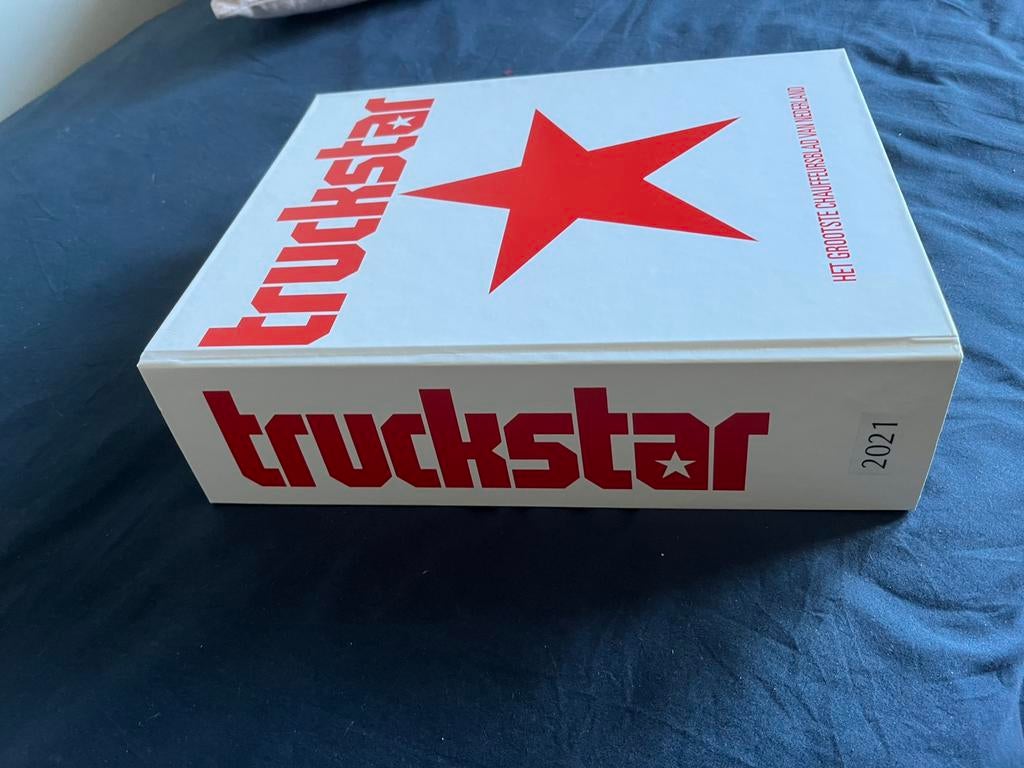 truckstar
HET GROOTSTE CHAUFFEURSBLAD VAN NEDERLAND
truckstar
2021